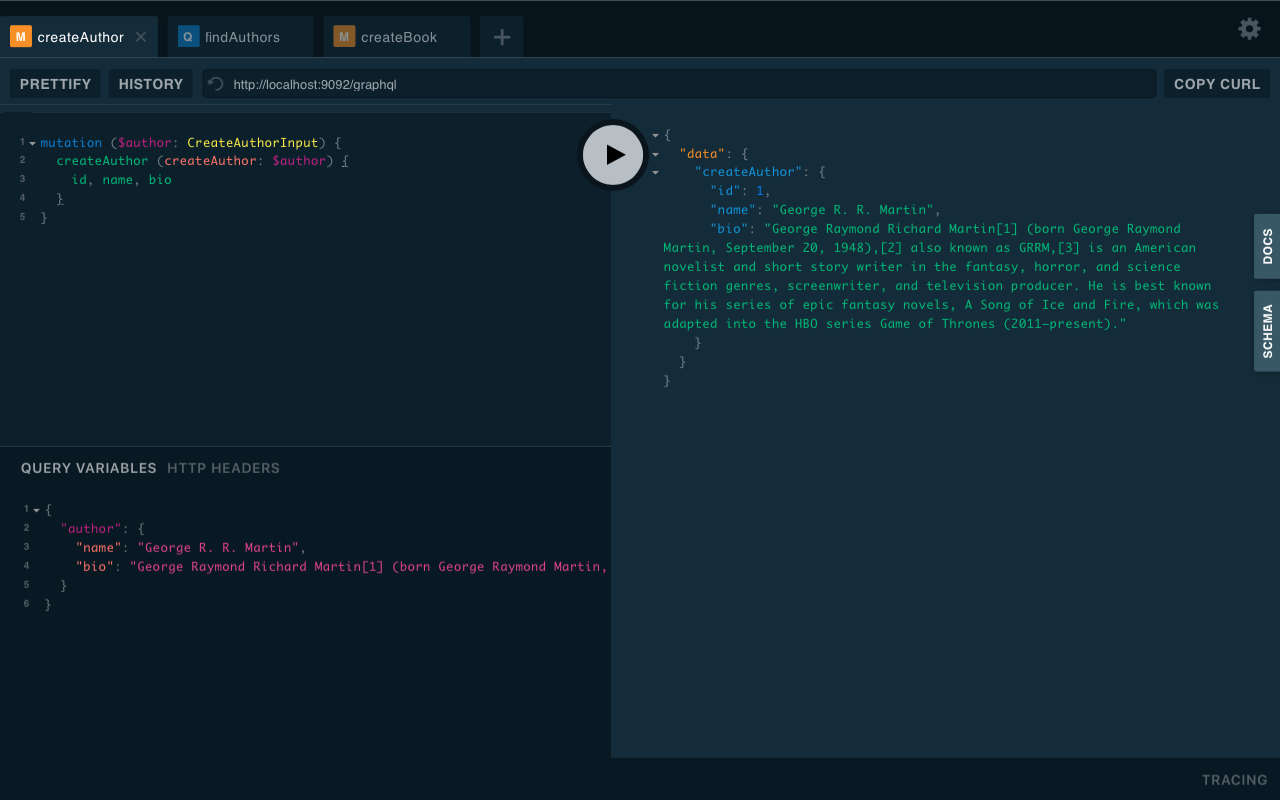 M createAuthor
Q findAuthors
M createBook
PRETTIFY
HISTORY
http://localhost:9092/graphql
COPY CURL
1 mutation ($author: CreateAuthorInput) {
2 createAuthor (createAuthor: $author) {
3 id, name, bio
4 }
5 }
{
"data": {
"createAuthor": {
"id": 1,
"name": "George R. R. Martin",
"bio": "George Raymond Richard Martin[1] (born George Raymond
Martin, September 20, 1948),[2] also known as GRRM,[3] is an American
novelist and short story writer in the fantasy, horror, and science
fiction genres, screenwriter, and television producer. He is best known
for his series of epic fantasy novels, A Song of Ice and Fire, which was
adapted into the HBO series Game of Thrones (2011–present)."
}
}
}
DOCS
SCHEMA
QUERY VARIABLES
HTTP HEADERS
1 {
2 "author": {
3 "name": "George R. R. Martin",
4 "bio": "George Raymond Richard Martin[1] (born George Raymond Martin,
5 }
6 }
TRACING